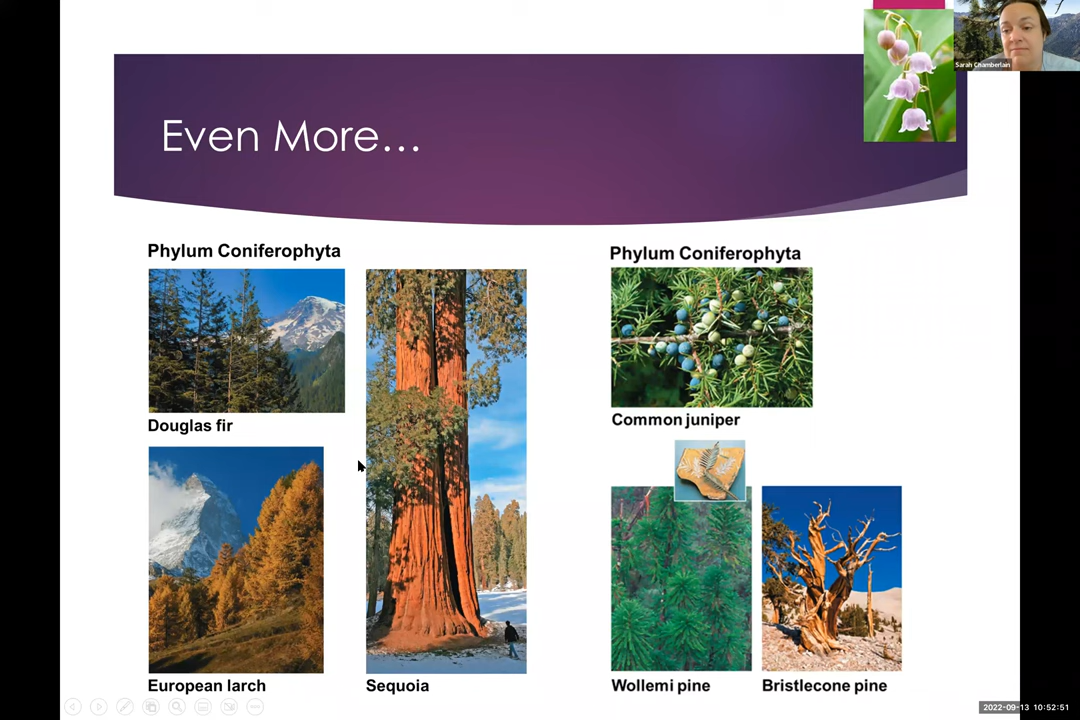 Sarah Chamberlain
Even More...
Phylum Coniferophyta
Phylum Coniferophyta
Douglas fir
Common juniper
European larch
Sequoia
Wollemi pine
Bristlecone pine
2022-09-13 10:52:51